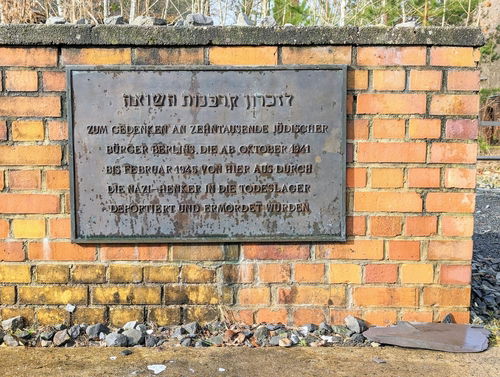 לזכרון קרבנות השואה
ZUM GEDENKEN AN ZEHNTAUSENDE JÜDISCHER
BÜRGER BERLINS, DIE AB OKTOBER 1941
BIS FEBRUAR 1945 VON HIER AUS DURCH
DIE NAZI-HENKER IN DIE TODESLAGER
DEPORTIERT UND ERMORDET WURDEN